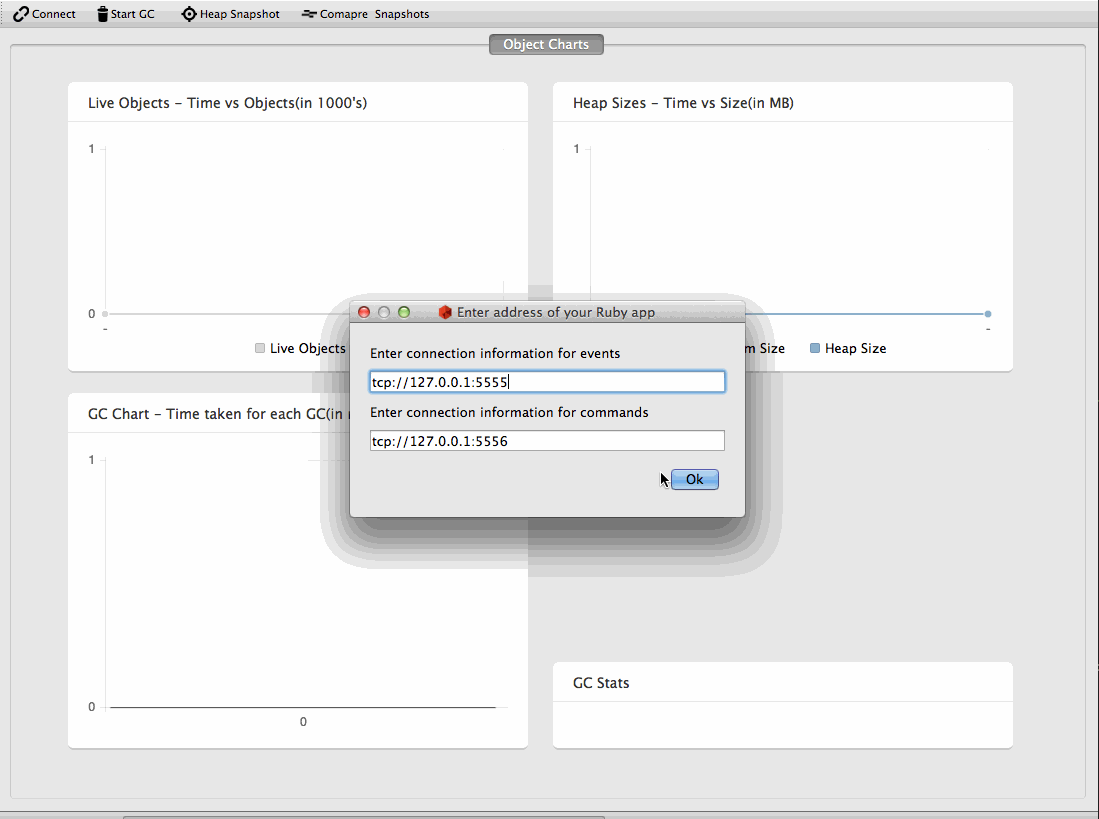 Connect Start GC Heap Snapshot Comapre Snapshots
Object Charts
Live Objects - Time vs Objects(in 1000's)
1
0
-
Live Objects
Heap Sizes - Time vs Size(in MB)
1
-
m Size Heap Size
Enter address of your Ruby app
Enter connection information for events
tcp://127.0.0.1:5555
Enter connection information for commands
tcp://127.0.0.1:5556
Ok
GC Chart - Time taken for each GC(in
1
0
0
GC Stats